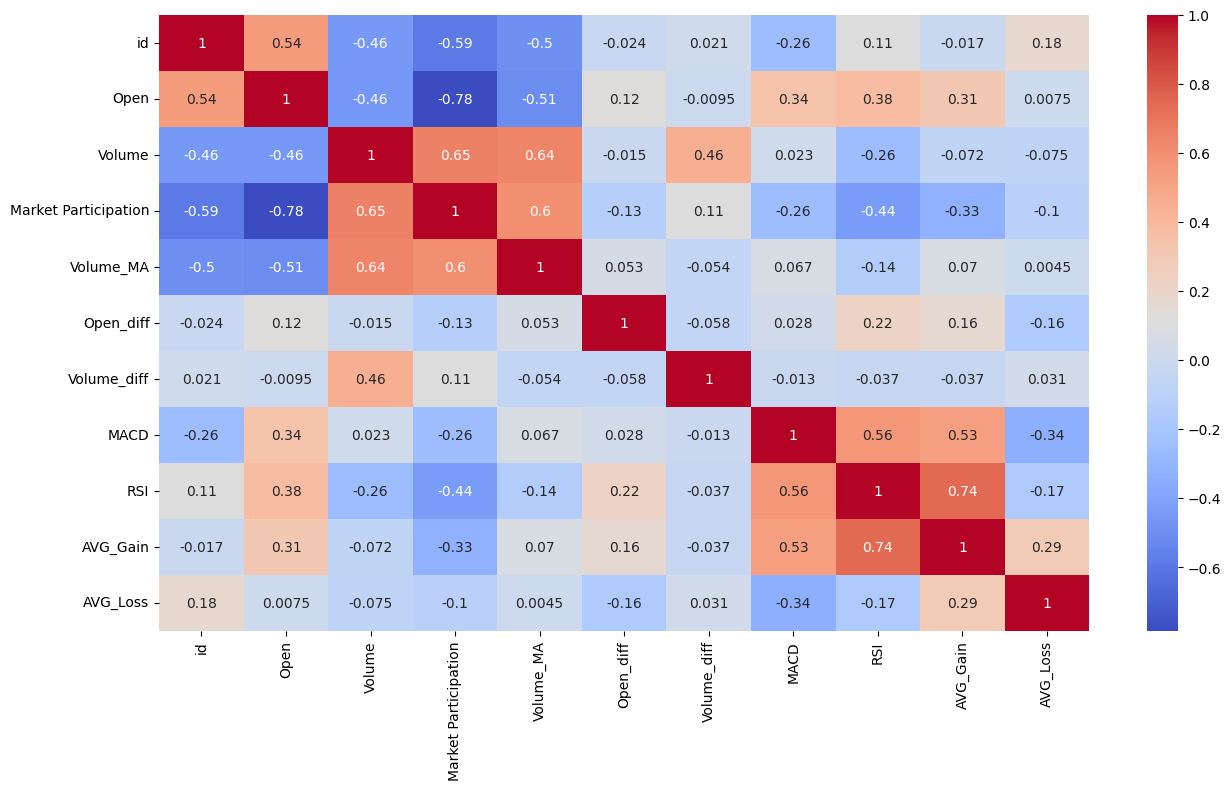 id 1 0.54 -0.46 -0.59 -0.5 -0.024 0.021 -0.26 0.11 -0.017 0.18
Open 0.54 1 -0.46 -0.78 -0.51 0.12 -0.0095 0.34 0.38 0.31 0.0075
Volume -0.46 -0.46 1 0.65 0.64 -0.015 0.46 0.023 -0.26 -0.072 -0.075
Market Participation -0.59 -0.78 0.65 1 0.6 -0.13 0.11 -0.26 -0.44 -0.33 -0.1
Volume_MA -0.5 -0.51 0.64 0.6 1 0.053 -0.054 0.067 -0.14 0.07 0.0045
Open_diff -0.024 0.12 -0.015 -0.13 0.053 1 -0.058 0.028 0.22 0.16 -0.16
Volume_diff 0.021 -0.0095 0.46 0.11 -0.054 -0.058 1 -0.013 -0.037 -0.037 0.031
MACD -0.26 0.34 0.023 -0.26 0.067 0.028 -0.013 1 0.56 0.53 -0.34
RSI 0.11 0.38 -0.26 -0.44 -0.14 0.22 -0.037 0.56 1 0.74 -0.17
AVG_Gain -0.017 0.31 -0.072 -0.33 0.07 0.16 -0.037 0.53 0.74 1 0.29
AVG_Loss 0.18 0.0075 -0.075 -0.1 0.0045 -0.16 0.031 -0.34 -0.17 0.29 1
id
Open
Volume
Market Participation
Volume_MA
Open_diff
Volume_diff
MACD
RSI
AVG_Gain
AVG_Loss
1.0
0.8
0.6
0.4
0.2
0.0
−0.2
−0.4
−0.6